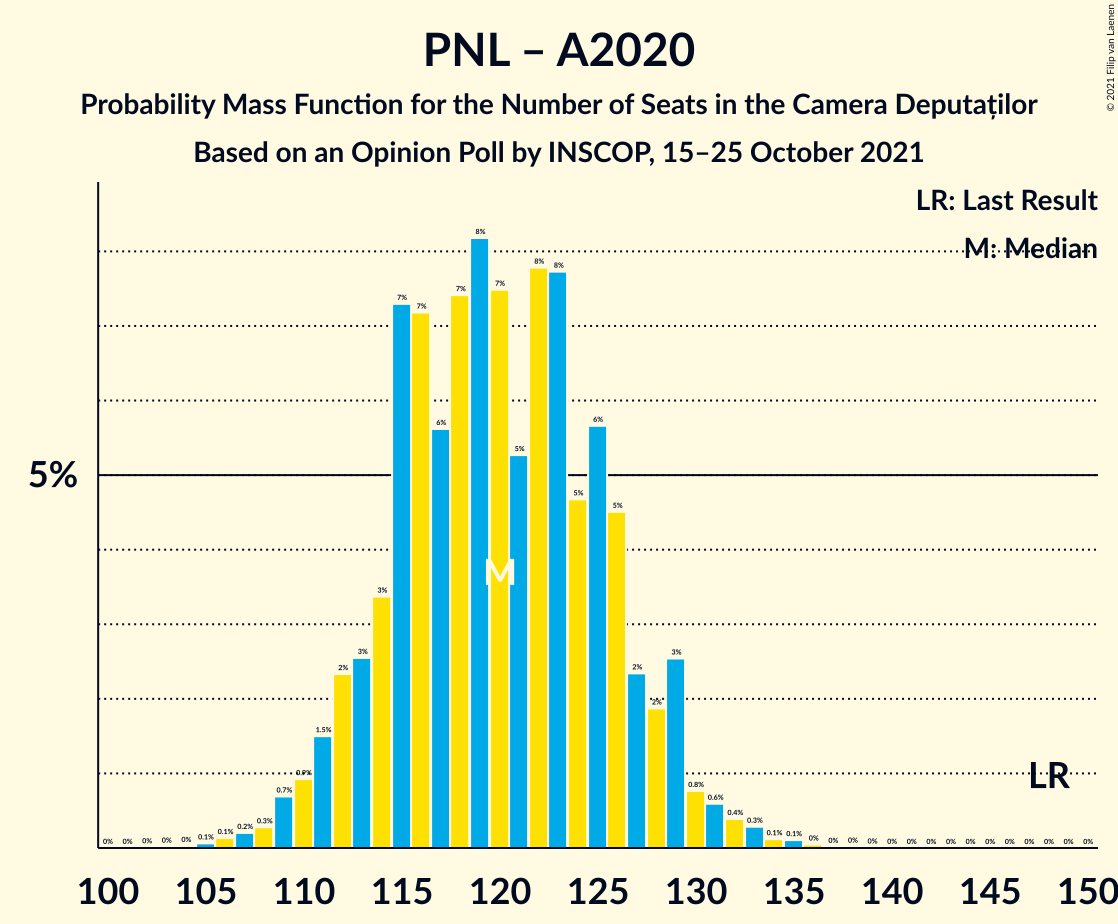 PNL – A2020
Probability Mass Function for the Number of Seats in the Camera Deputaților
Based on an Opinion Poll by INSCOP, 15–25 October 2021
© 2021 Filip van Laenen
LR: Last Result
M: Median
5%
0% 0% 0% 0% 0% 0.1% 0.1% 0.2% 0.3% 0.7% 0.9% 1.5% 2% 3% 3% 7% 7% 6% 7% 8% 7% 5% 8% 8% 5% 6% 5% 2% 2% 3% 0.8% 0.6% 0.4% 0.3% 0.1% 0.1% 0% 0% 0% 0% 0% 0% 0% 0% 0% 0% 0% 0% 0% 0% 0%
M
LR
100 105 110 115 120 125 130 135 140 145 150